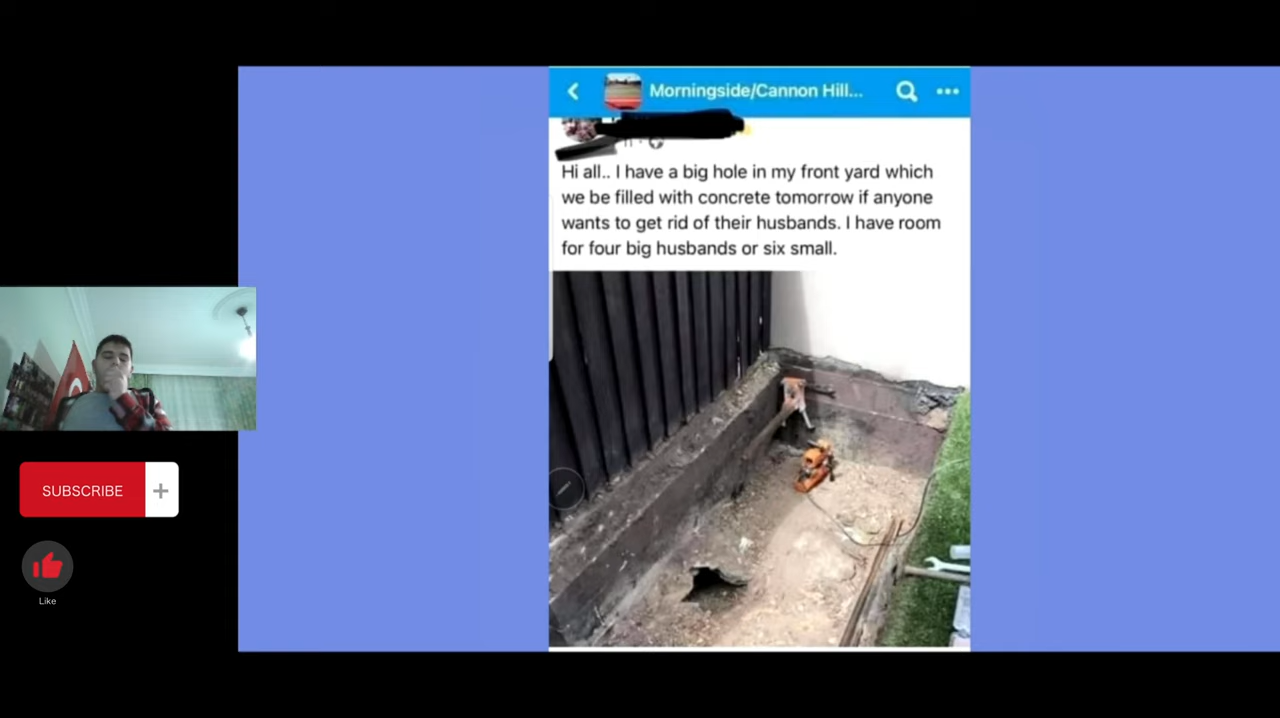 Morningside/Cannon Hill...
Hi all.. I have a big hole in my front yard which
we be filled with concrete tomorrow if anyone
wants to get rid of their husbands. I have room
for four big husbands or six small.
SUBSCRIBE
Like